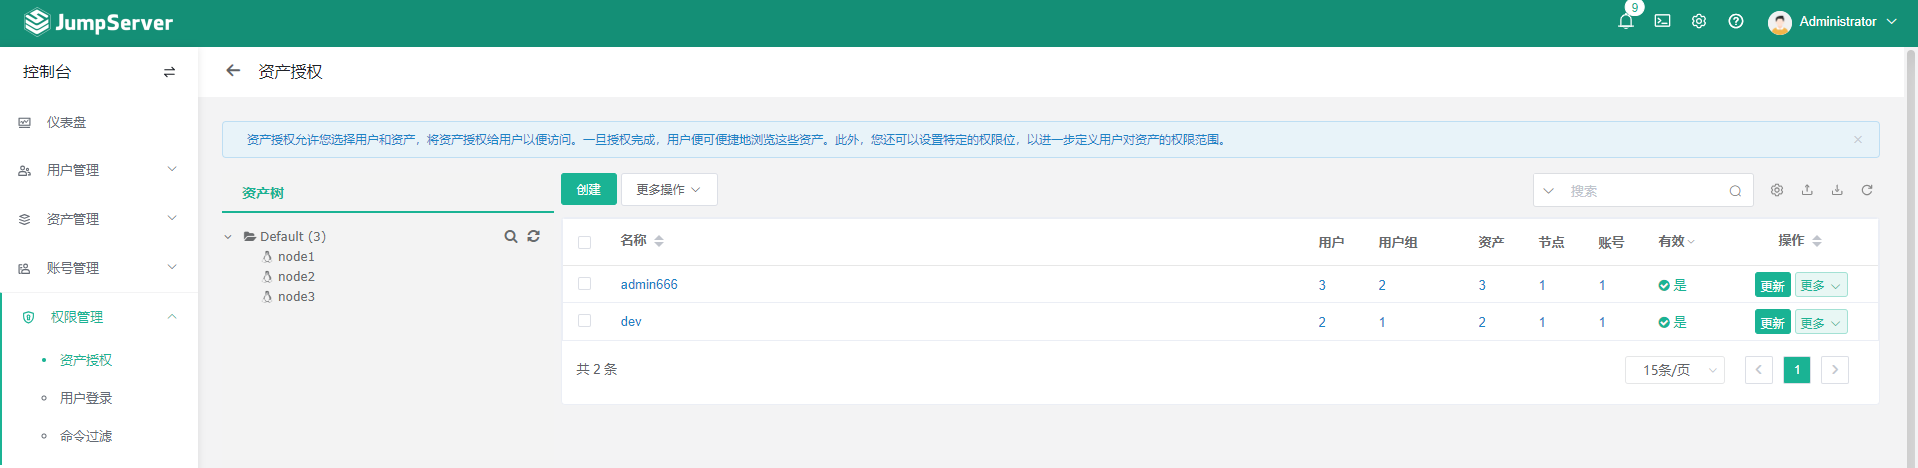 JumpServer
9
Administrator
控制台
资产授权
仪表盘
用户管理
资产管理
账号管理
权限管理
资产授权
用户登录
命令过滤
资产授权允许您选择用户和资产，将资产授权给用户以便访问。一旦授权完成，用户便可便捷地浏览这些资产。此外，您还可以设置特定的权限位，以进一步定义用户对资产的权限范围。
资产树
Default (3)
node1
node2
node3
创建 更多操作 搜索
名称 用户 用户组 资产 节点 账号 有效 操作
admin666 3 2 3 1 1 是 更新 更多
dev 2 1 2 1 1 是 更新 更多
共 2 条 15条/页 1